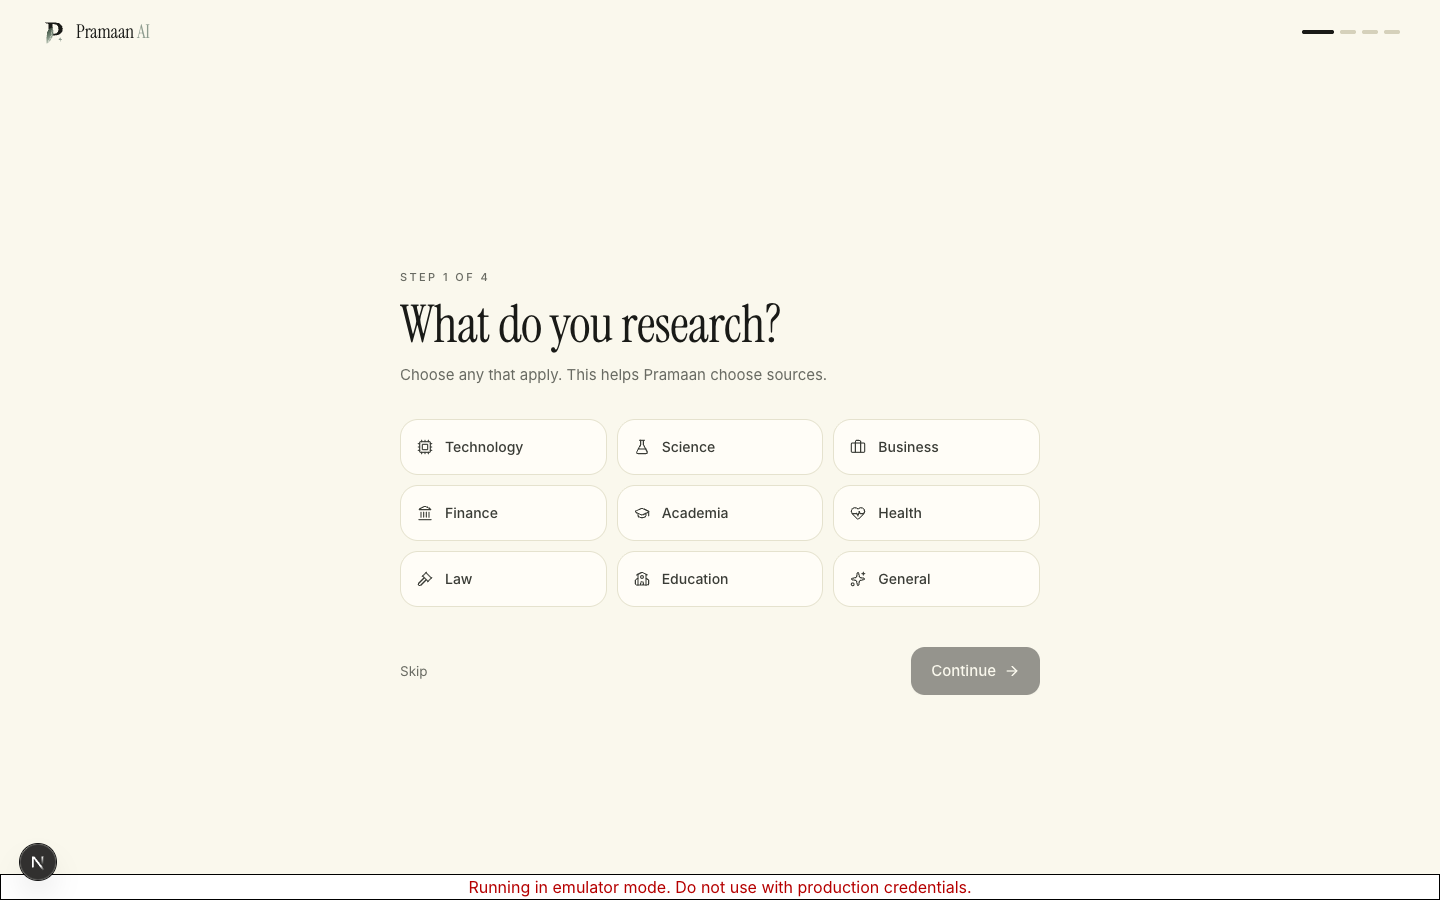 Pramaan AI
STEP 1 OF 4
What do you research?
Choose any that apply. This helps Pramaan choose sources.
Technology
Science
Business
Finance
Academia
Health
Law
Education
General
Skip
Continue →
N
Running in emulator mode. Do not use with production credentials.